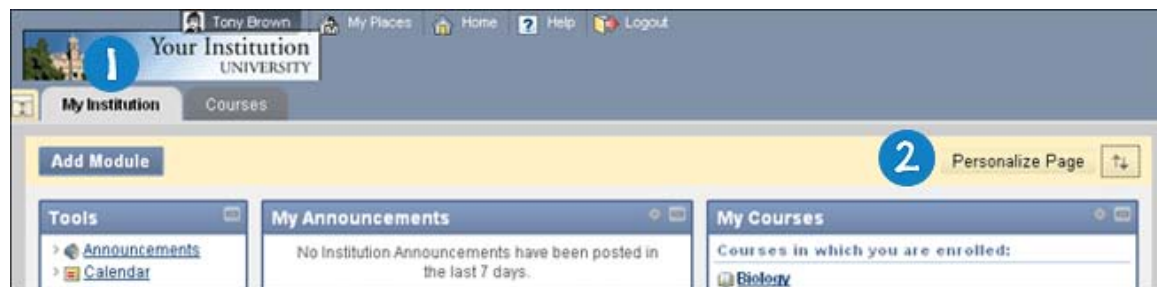 Tony Brown My Places Home ? Help Logout
Your Institution
UNIVERSITY
1
My Institution Courses
Add Module
2 Personalize Page
Tools My Announcements My Courses
Announcements No Institution Announcements have been posted in Courses in which you are enrolled:
Calendar the last 7 days. Biology